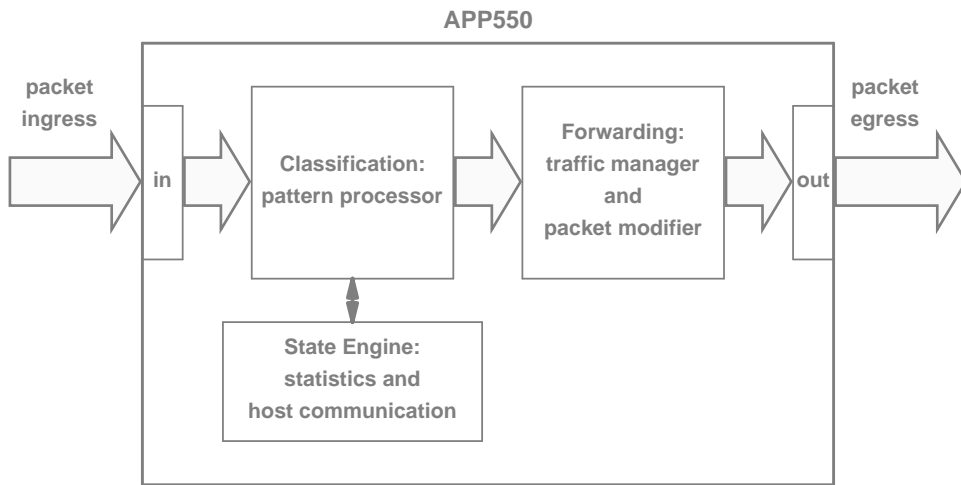 APP550
packet
ingress
in
Classification:
pattern processor
Forwarding:
traffic manager
and
packet modifier
out
packet
egress
State Engine:
statistics and
host communication